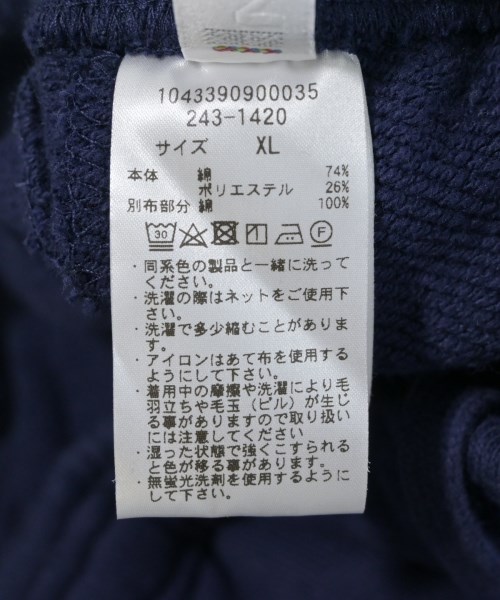 1043390900035
243-1420
サイズ XL
本体 綿 74%
ポリエステル 26%
別布部分 綿 100%
30
F
・同系色の製品と一緒に洗って
ください。
・洗濯の際はネットをご使用下
さい。
・洗濯で多少縮むことがありま
す。
・アイロンはあて布を使用する
ようにして下さい。
・着用中の摩擦や洗濯により毛
羽立ちや毛玉（ピル）が生じ
る事がありますので取り扱い
には注意してください
・湿った状態で強くこすられる
と色が移る事があります。
・無蛍光洗剤を使用するように
して下さい。